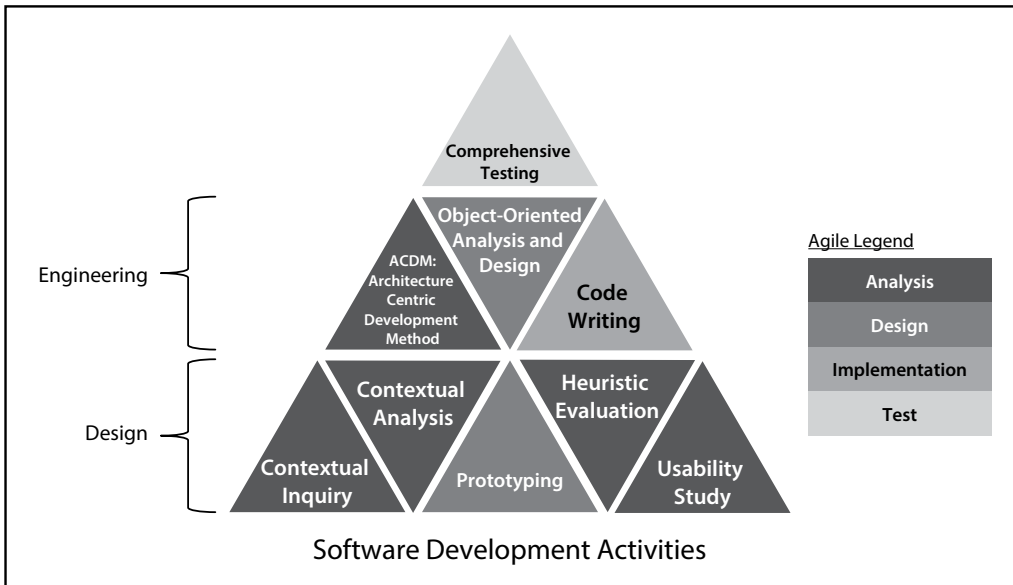 Comprehensive
Testing
Engineering
ACDM:
Architecture
Centric
Development
Method
Object-Oriented
Analysis and
Design
Code
Writing
Design
Contextual
Inquiry
Contextual
Analysis
Prototyping
Heuristic
Evaluation
Usability
Study
Agile Legend
Analysis
Design
Implementation
Test
Software Development Activities